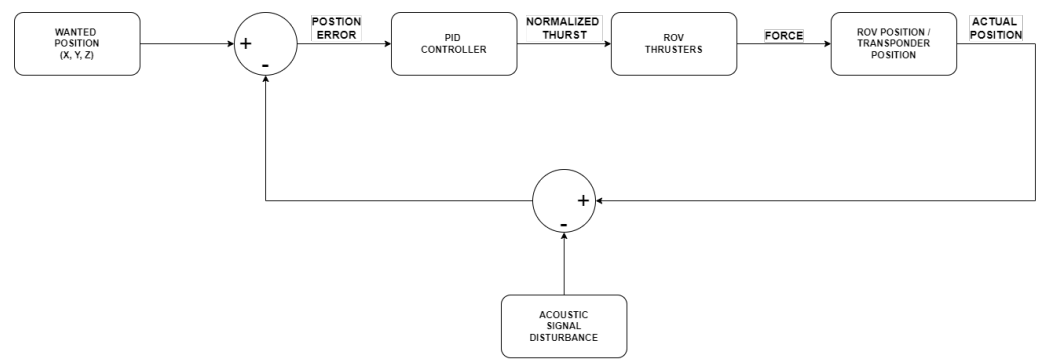 WANTED
POSITION
(X, Y, Z)
+
-
POSTION
ERROR
PID
CONTROLLER
NORMALIZED
THURST
ROV
THRUSTERS
FORCE
ROV POSITION /
TRANSPONDER
POSITION
ACTUAL
POSITION
+
-
ACOUSTIC
SIGNAL
DISTURBANCE